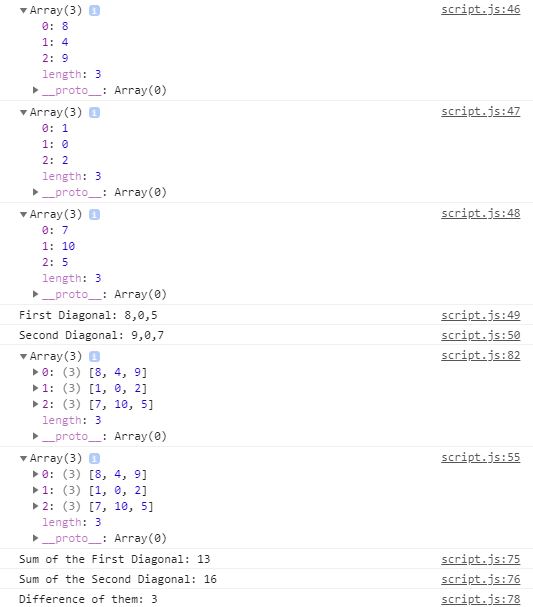 Array(3) i script.js:46
0: 8
1: 4
2: 9
length: 3
__proto__: Array(0)
Array(3) i script.js:47
0: 1
1: 0
2: 2
length: 3
__proto__: Array(0)
Array(3) i script.js:48
0: 7
1: 10
2: 5
length: 3
__proto__: Array(0)
First Diagonal: 8,0,5 script.js:49
Second Diagonal: 9,0,7 script.js:50
Array(3) i script.js:82
0: (3) [8, 4, 9]
1: (3) [1, 0, 2]
2: (3) [7, 10, 5]
length: 3
__proto__: Array(0)
Array(3) i script.js:55
0: (3) [8, 4, 9]
1: (3) [1, 0, 2]
2: (3) [7, 10, 5]
length: 3
__proto__: Array(0)
Sum of the First Diagonal: 13 script.js:75
Sum of the Second Diagonal: 16 script.js:76
Difference of them: 3 script.js:78